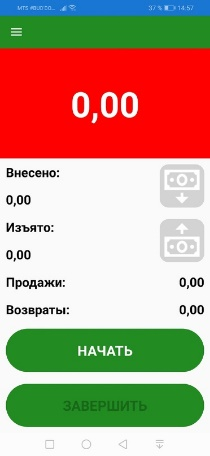 37 % 14:57
0,00
Внесено:
0,00
Изъято:
0,00
Продажи: 0,00
Возвраты: 0,00
НАЧАТЬ
ЗАВЕРШИТЬ